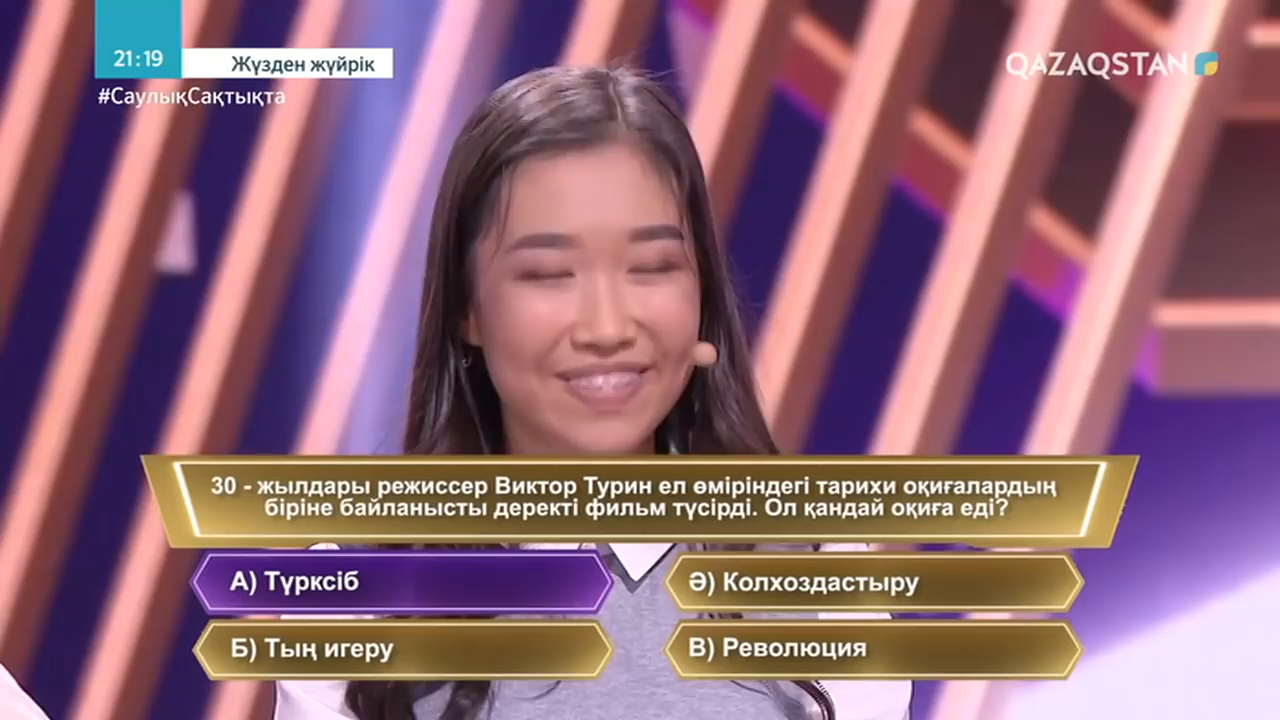 21:19
Жүзден жүйрік
#СаулықСақтықта
QAZAQSTAN
30 - жылдары режиссер Виктор Турин ел өміріндегі тарихи оқиғалардың
біріне байланысты деректі фильм түсірді. Ол қандай оқиға еді?
А) Түрксіб
Ә) Колхоздастыру
Б) Тың игеру
В) Революция